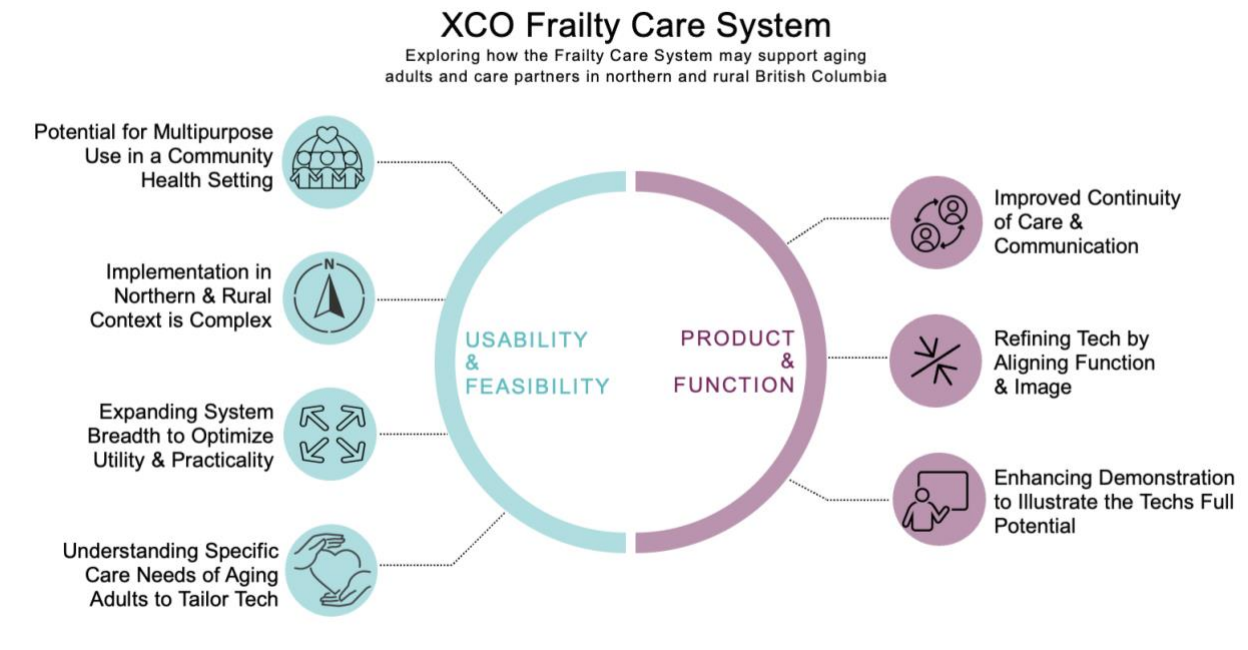 XCO Frailty Care System
Exploring how the Frailty Care System may support aging
adults and care partners in northern and rural British Columbia
Potential for Multipurpose
Use in a Community
Health Setting
N
Implementation in
Northern & Rural
Context is Complex
Expanding System
Breadth to Optimize
Utility & Practicality
Understanding Specific
Care Needs of Aging
Adults to Tailor Tech
USABILITY
&
FEASIBILITY
PRODUCT
&
FUNCTION
Improved Continuity
of Care &
Communication
Refining Tech by
Aligning Function
& Image
Enhancing Demonstration
to Illustrate the Techs Full
Potential